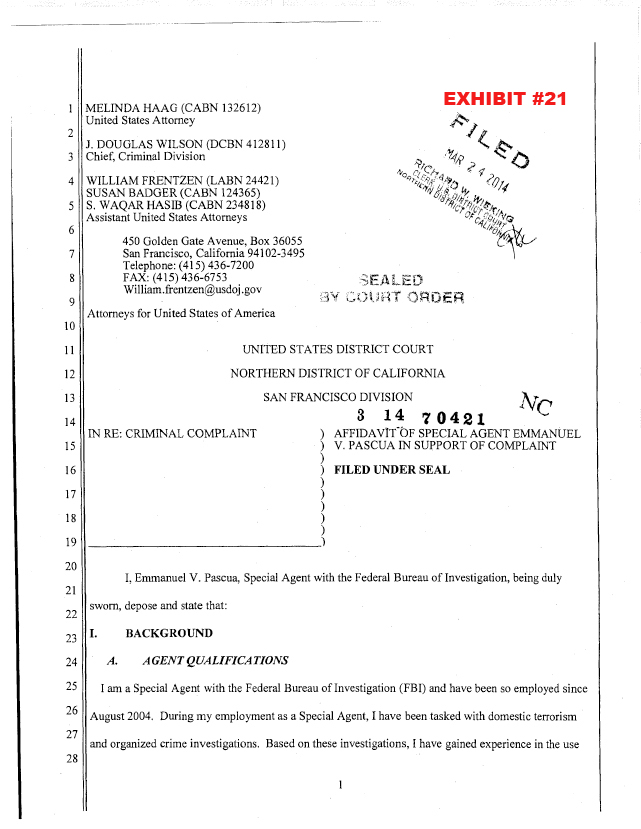 EXHIBIT #21
FILED
MAR 24 2014
RICHARD W. WIEKING
CLERK, U.S. DISTRICT COURT
NORTHERN DISTRICT OF CALIFORNIA
1 MELINDA HAAG (CABN 132612)
United States Attorney
2
J. DOUGLAS WILSON (DCBN 412811)
3 Chief, Criminal Division
4 WILLIAM FRENTZEN (LABN 24421)
SUSAN BADGER (CABN 124365)
5 S. WAQAR HASIB (CABN 234818)
Assistant United States Attorneys
6
450 Golden Gate Avenue, Box 36055
7 San Francisco, California 94102-3495
Telephone: (415) 436-7200
8 FAX: (415) 436-6753
William.frentzen@usdoj.gov
SEALED
BY COURT ORDER
9
Attorneys for United States of America
10
11 UNITED STATES DISTRICT COURT
12 NORTHERN DISTRICT OF CALIFORNIA
13 SAN FRANCISCO DIVISION
3 14 70421 NC
14
IN RE: CRIMINAL COMPLAINT ) AFFIDAVIT OF SPECIAL AGENT EMMANUEL
15 ) V. PASCUA IN SUPPORT OF COMPLAINT
)
16 ) FILED UNDER SEAL
)
17 )
)
18 )
)
19 )
20
I, Emmanuel V. Pascua, Special Agent with the Federal Bureau of Investigation, being duly
21
sworn, depose and state that:
22
23 I. BACKGROUND
24 A. AGENT QUALIFICATIONS
25 I am a Special Agent with the Federal Bureau of Investigation (FBI) and have been so employed since
26 August 2004. During my employment as a Special Agent, I have been tasked with domestic terrorism
27 and organized crime investigations. Based on these investigations, I have gained experience in the use
28
1